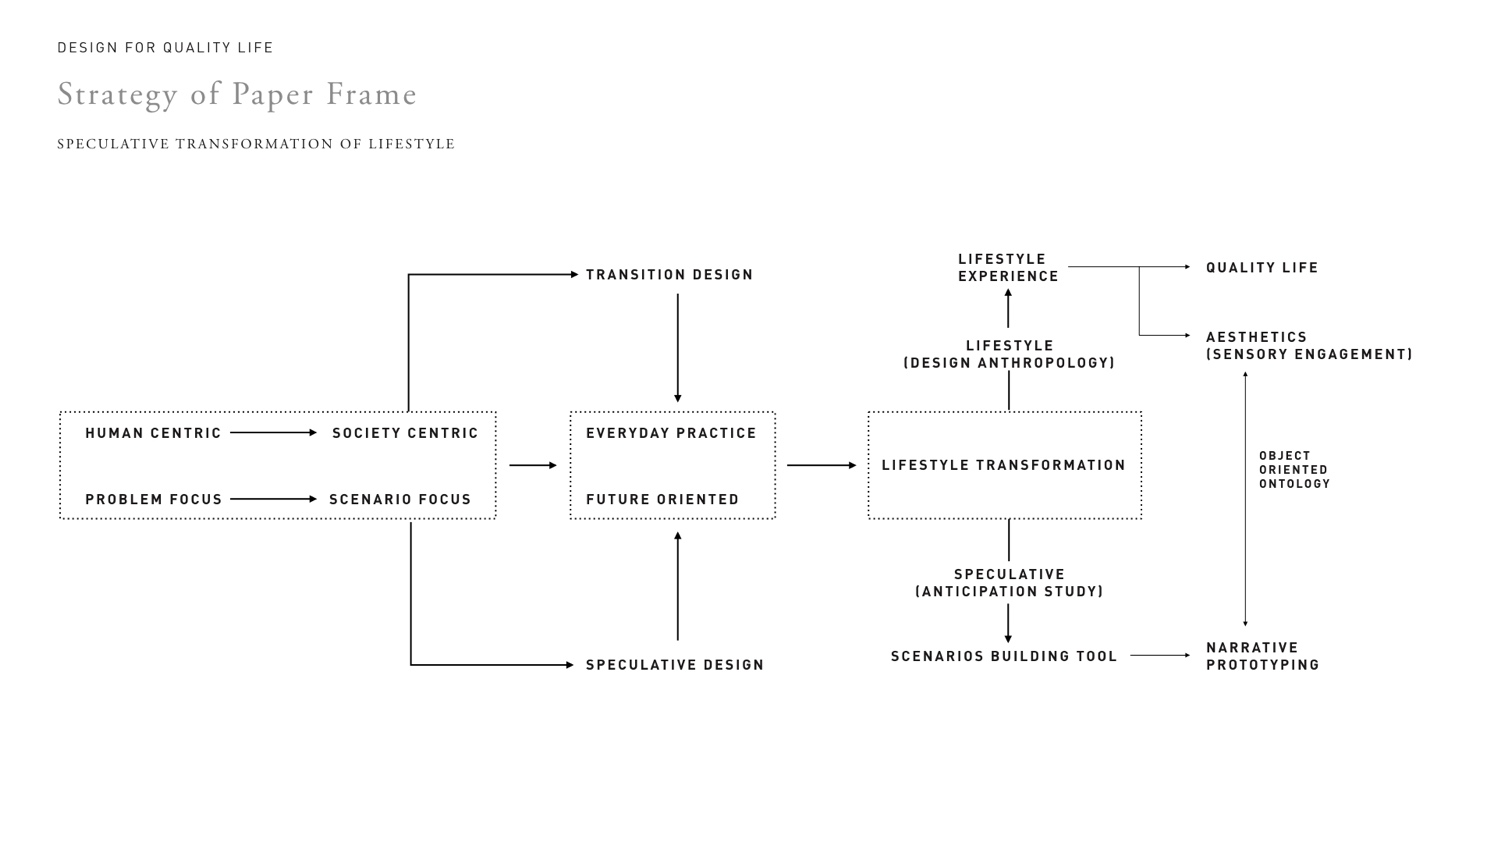 DESIGN FOR QUALITY LIFE
Strategy of Paper Frame
SPECULATIVE TRANSFORMATION OF LIFESTYLE
TRANSITION DESIGN
LIFESTYLE
EXPERIENCE
QUALITY LIFE
LIFESTYLE
(DESIGN ANTHROPOLOGY)
AESTHETICS
(SENSORY ENGAGEMENT)
HUMAN CENTRIC
SOCIETY CENTRIC
EVERYDAY PRACTICE
LIFESTYLE TRANSFORMATION
OBJECT
ORIENTED
ONTOLOGY
PROBLEM FOCUS
SCENARIO FOCUS
FUTURE ORIENTED
SPECULATIVE
(ANTICIPATION STUDY)
SPECULATIVE DESIGN
SCENARIOS BUILDING TOOL
NARRATIVE
PROTOTYPING